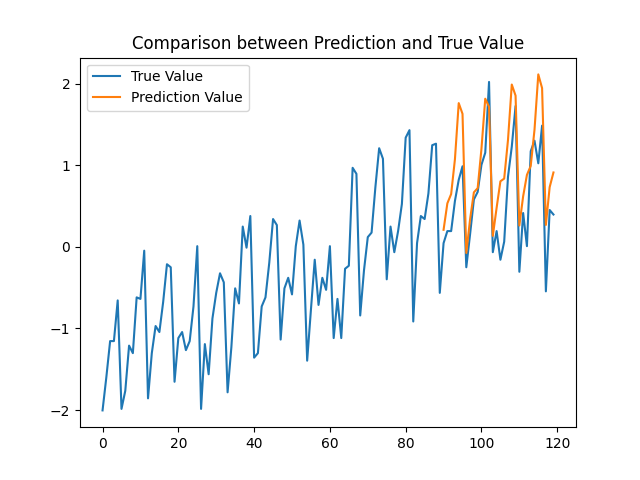 Comparison between Prediction and True Value
True Value
Prediction Value
2
1
0
−1
−2
0 20 40 60 80 100 120